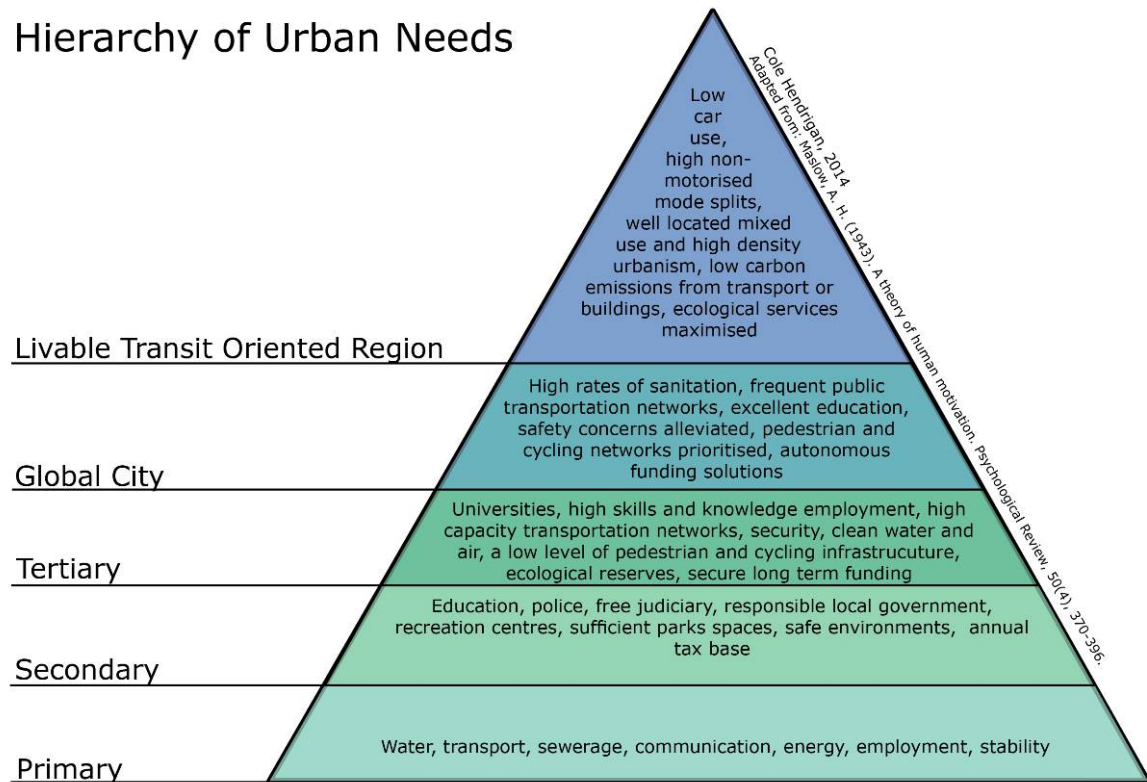 Hierarchy of Urban Needs
Cole Hendrigan, 2014
Adapted from: Maslow, A. H. (1943). A theory of human motivation. Psychological Review, 50(4), 370-396.
Low
car
use,
high non-
motorised
mode splits,
well located mixed
use and high density
urbanism, low carbon
emissions from transport or
buildings, ecological services
maximised
Livable Transit Oriented Region
High rates of sanitation, frequent public
transportation networks, excellent education,
safety concerns alleviated, pedestrian and
cycling networks prioritised, autonomous
funding solutions
Global City
Universities, high skills and knowledge employment, high
capacity transportation networks, security, clean water and
air, a low level of pedestrian and cycling infrastrucuture,
ecological reserves, secure long term funding
Tertiary
Education, police, free judiciary, responsible local government,
recreation centres, sufficient parks spaces, safe environments, annual
tax base
Secondary
Water, transport, sewerage, communication, energy, employment, stability
Primary